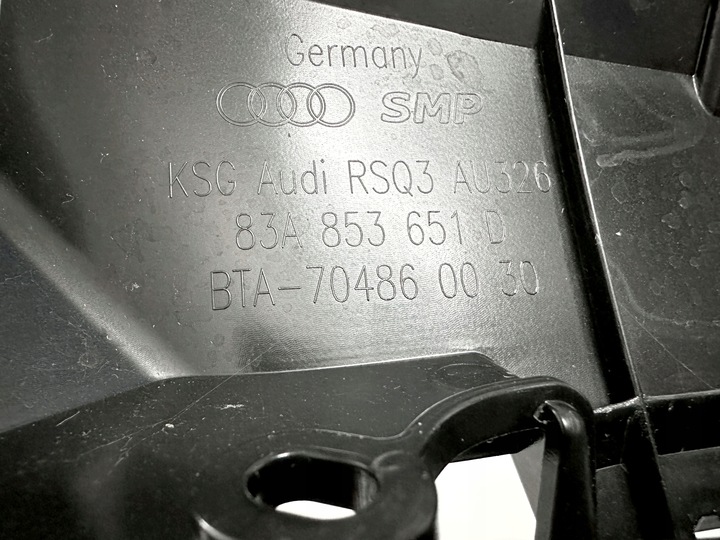 Germany
SMP
KSG Audi RSQ3 AU326
83A 853 651 D
BTA-70486 00 30